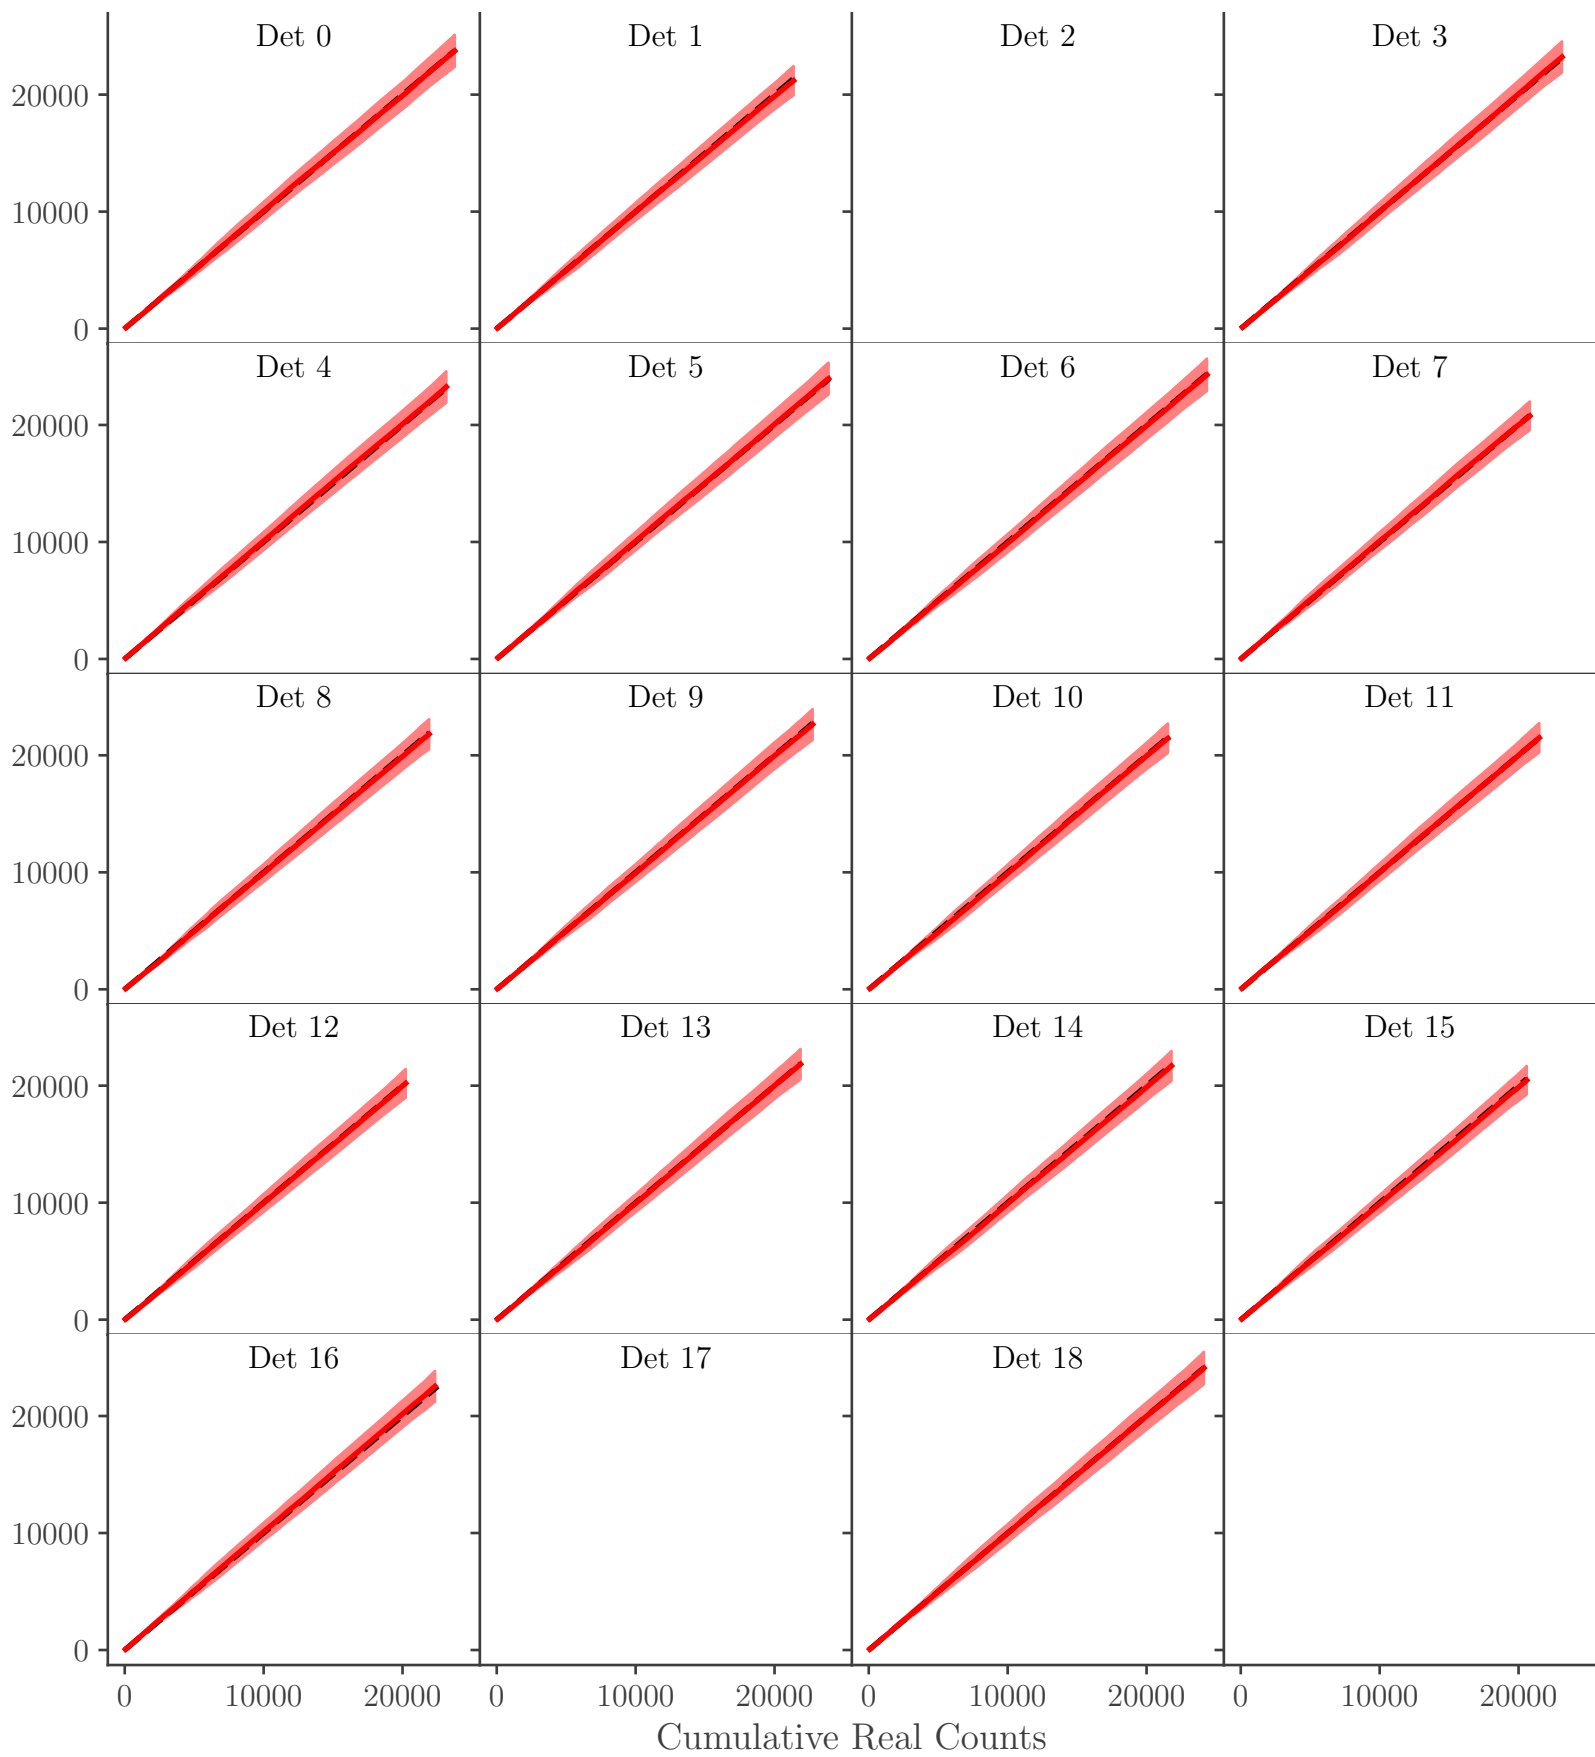 Det 0 Det 1 Det 2 Det 3
20000
10000
0
Det 4 Det 5 Det 6 Det 7
20000
10000
0
Det 8 Det 9 Det 10 Det 11
20000
10000
0
Det 12 Det 13 Det 14 Det 15
20000
10000
0
Det 16 Det 17 Det 18
20000
10000
0
0 10000 20000 0 10000 20000 0 10000 20000 0 10000 20000
Cumulative Real Counts